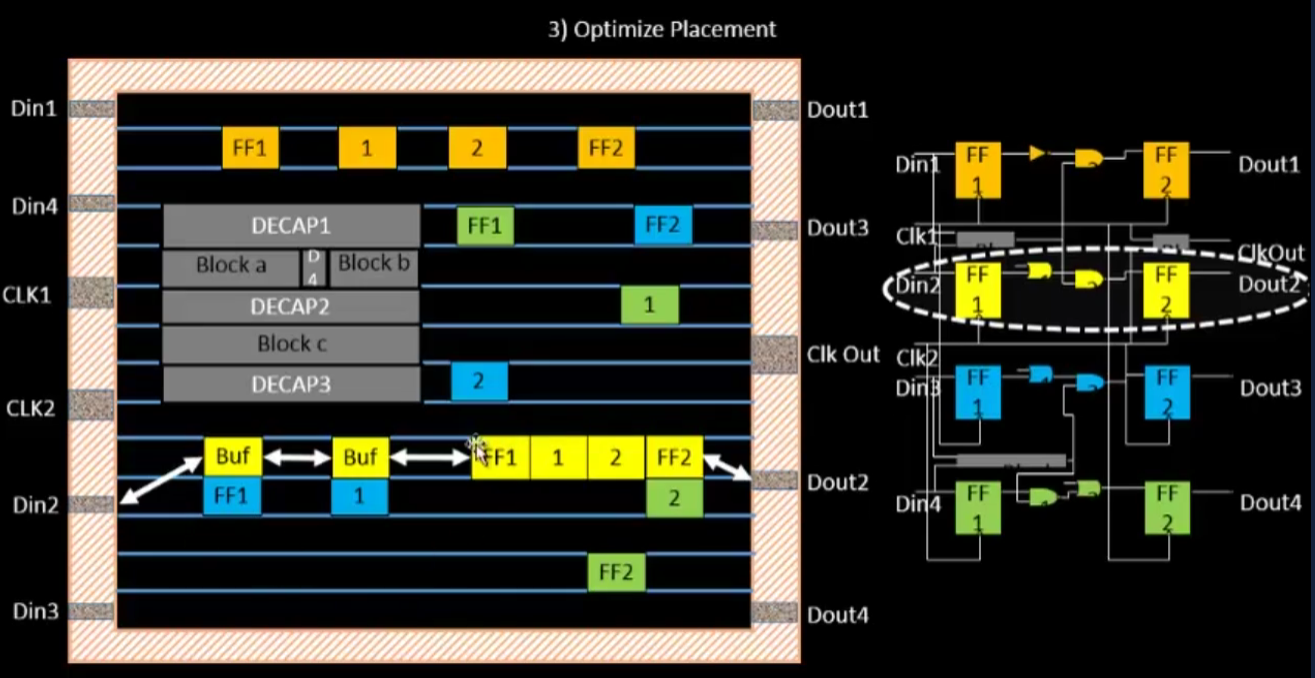 3) Optimize Placement
Din1
Dout1
FF1 1 2 FF2
Din4
DECAP1 FF1 FF2
Dout3
Block a D4 Block b
CLK1
DECAP2 1
Block c
Clk Out
DECAP3 2
CLK2
Buf Buf FF1 1 2 FF2
Dout2
Din2
FF1 1 2
FF2
Din3
Dout4
Din1 FF 1 FF 2 Dout1
Clk1 ClkOut
Din2 FF 1 FF 2 Dout2
Clk2
Din3 FF 1 FF 2 Dout3
Din4 FF 1 FF 2 Dout4